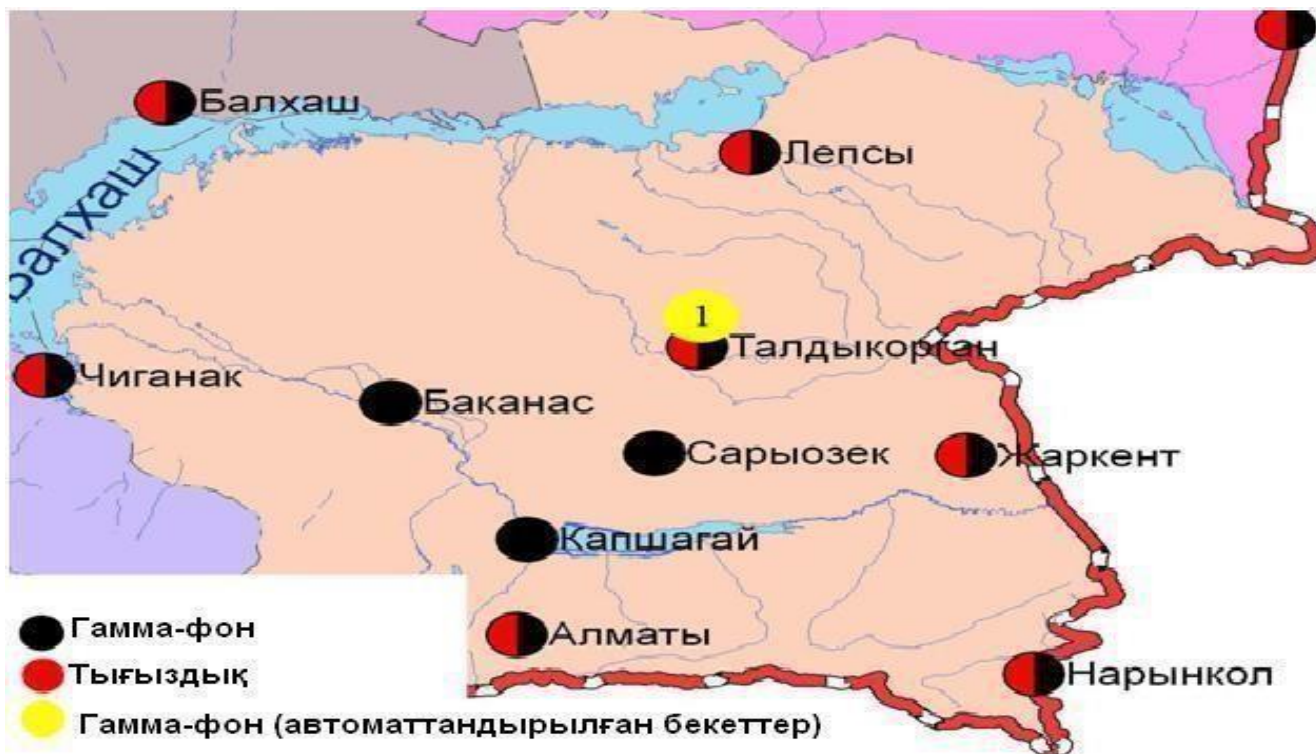 Балхаш
Лепсы
Балхаш
1
Талдыкорган
Чиганак
Баканас
Сарыозек
Жаркент
Капшагай
Гамма-фон
Алматы
Тығыздық
Нарынкол
Гамма-фон (автоматтандырылған бекеттер)